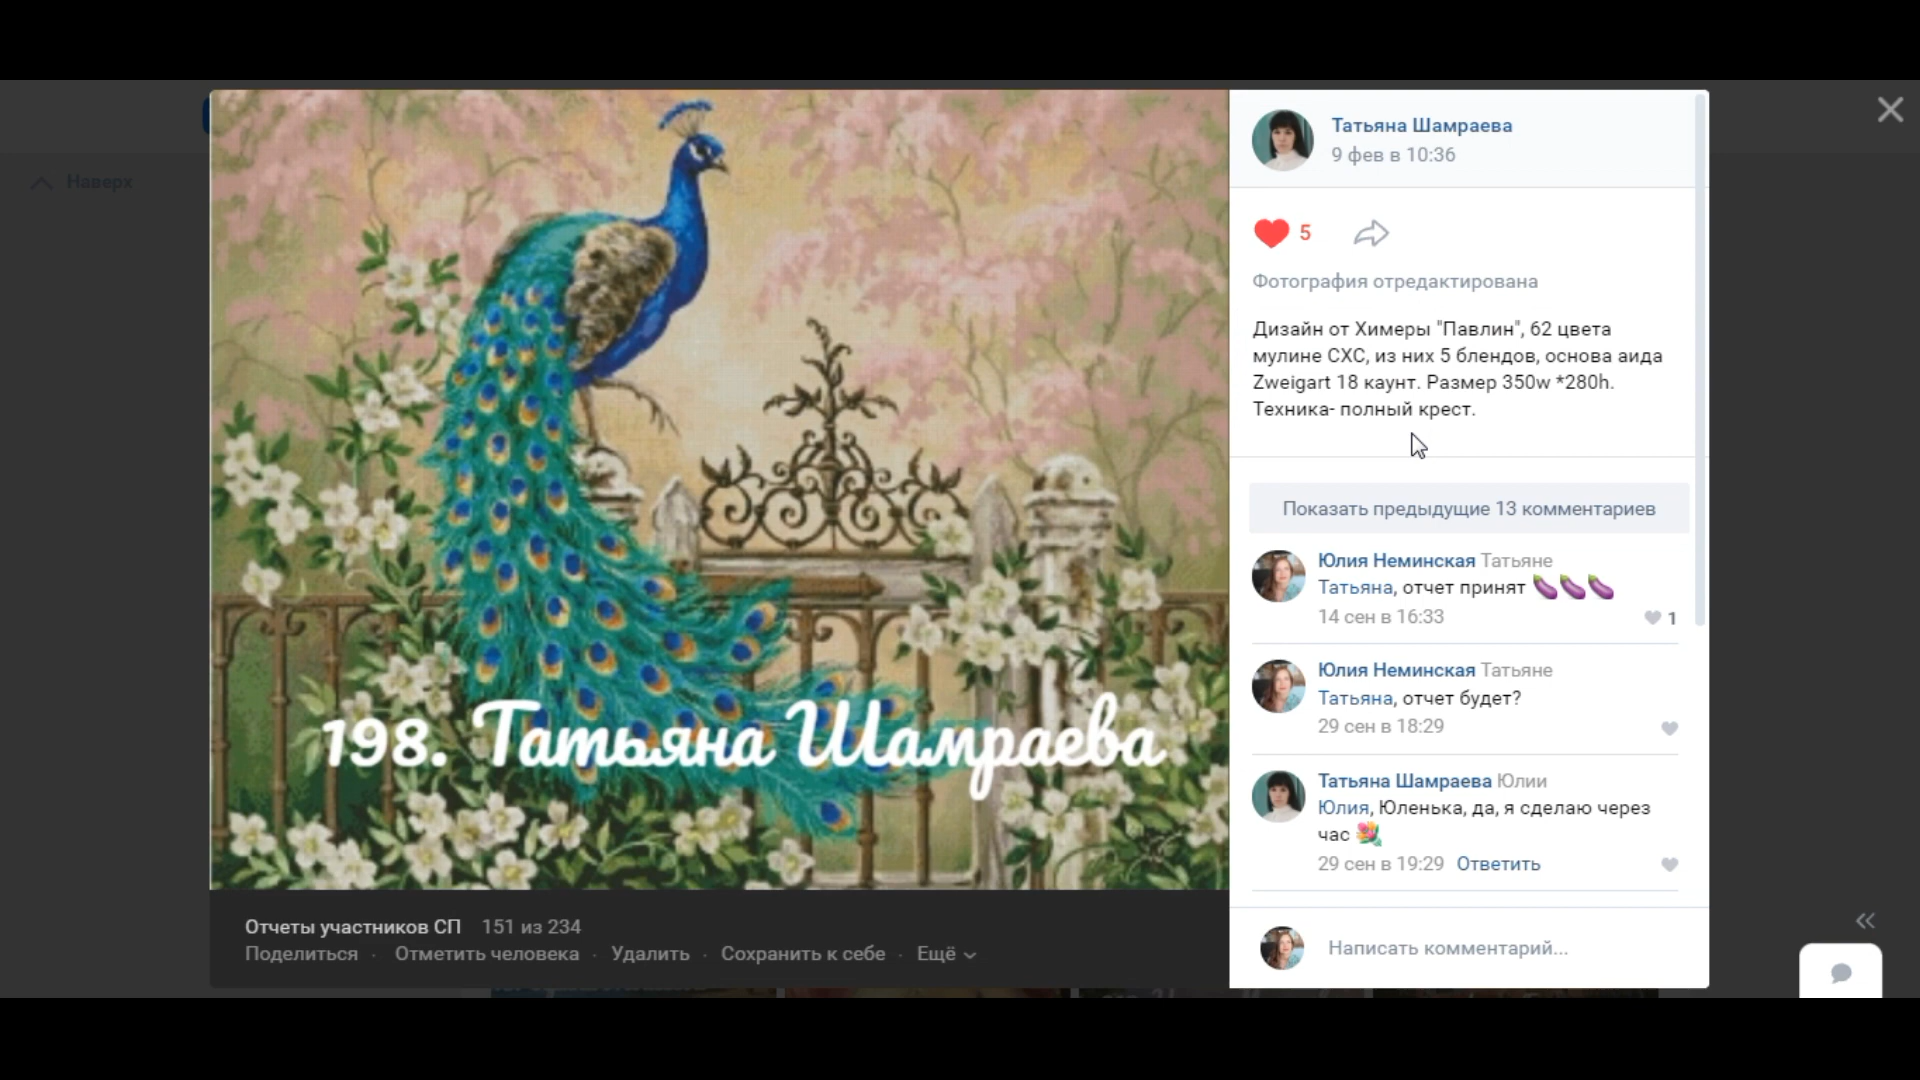 Наверх
198. Татьяна Шамраева
Отчеты участников СП 151 из 234
Поделиться · Отметить человека · Удалить · Сохранить к себе · Ещё
Татьяна Шамраева
9 фев в 10:36
5
Фотография отредактирована
Дизайн от Химеры "Павлин", 62 цвета
мулине СХС, из них 5 блендов, основа аида
Zweigart 18 каунт. Размер 350w *280h.
Техника- полный крест.
Показать предыдущие 13 комментариев
Юлия Неминская Татьяне
Татьяна, отчет принят 🍆🍆🍆
14 сен в 16:33
1
Юлия Неминская Татьяне
Татьяна, отчет будет?
29 сен в 18:29
Татьяна Шамраева Юлии
Юлия, Юленька, да, я сделаю через
час 💐
29 сен в 19:29 Ответить
Написать комментарий...